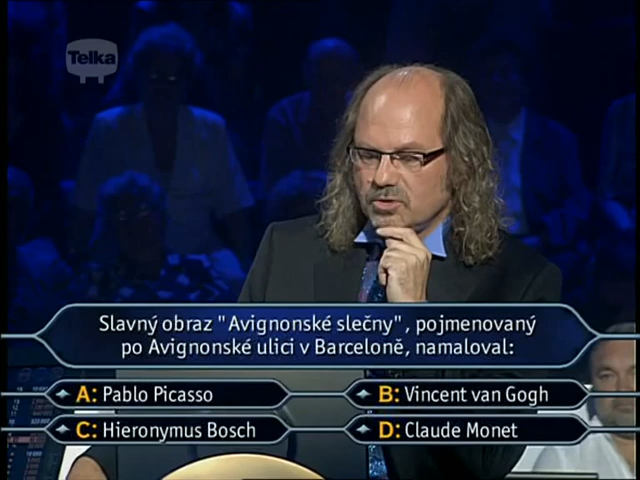 Telka
Slavný obraz "Avignonské slečny", pojmenovaný
po Avignonské ulici v Barceloně, namaloval:
A: Pablo Picasso
B: Vincent van Gogh
C: Hieronymus Bosch
D: Claude Monet